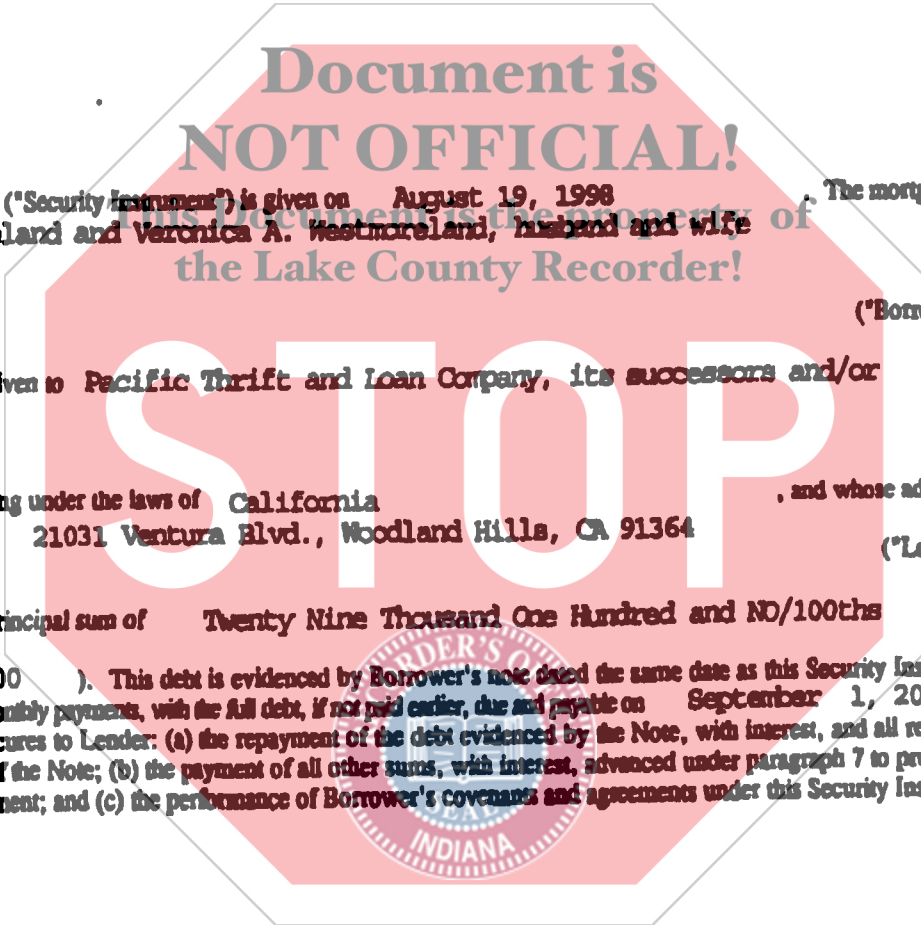 Document is
NOT OFFICIAL!
("Security Instrument") is given on August 19, 1998 . The mortg
This Document is the property of
land and Veronica A. Westmoreland, husband and wife
the Lake County Recorder!
("Borr
iven to Pacific Thrift and Loan Company, its successors and/or
STOP
ng under the laws of California , and whose ad
21031 Ventura Blvd., Woodland Hills, CA 91364
("Le
rincipal sum of Twenty Nine Thousand One Hundred and NO/100ths
00 ). This debt is evidenced by Borrower's note dated the same date as this Security Ins
nthly payments, with the full debt, if not paid earlier, due and payable on September 1, 20
cures to Lender: (a) the repayment of the debt evidenced by the Note, with interest, and all re
f the Note; (b) the payment of all other sums, with interest, advanced under paragraph 7 to pro
ment; and (c) the performance of Borrower's covenants and agreements under this Security Ins
RECORDER'S OF
SEAL
INDIANA